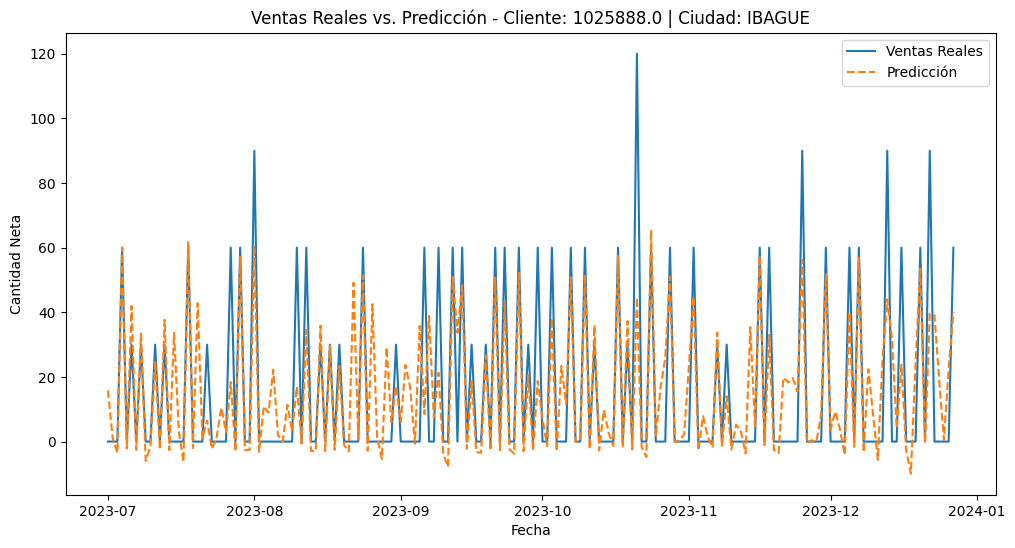 Ventas Reales vs. Predicción - Cliente: 1025888.0 | Ciudad: IBAGUE
Ventas Reales
Predicción
Cantidad Neta
120
100
80
60
40
20
0
2023-07
2023-08
2023-09
2023-10
2023-11
2023-12
2024-01
Fecha